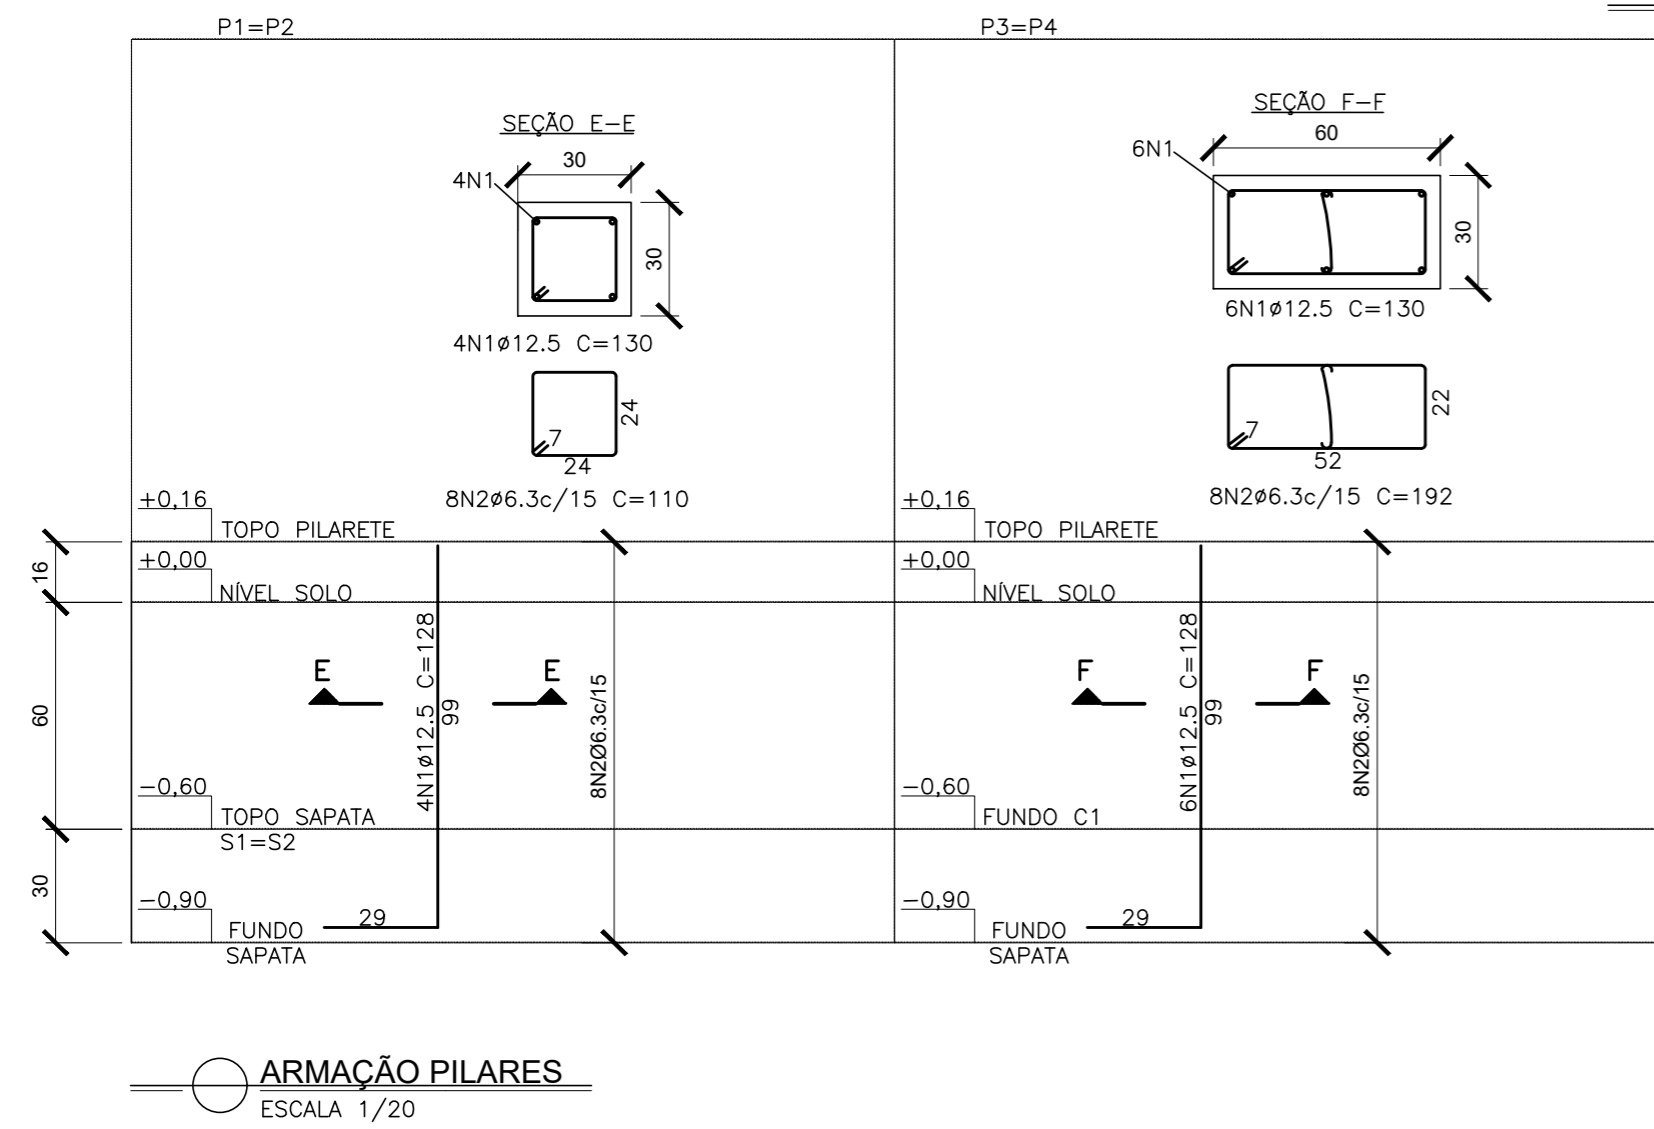 P1=P2
SEÇÃO E-E
30
4N1
30
4N1ø12.5 C=130
24
7
24
8N2ø6.3c/15 C=110
+0,16
TOPO PILARETE
+0,00
NÍVEL SOLO
16
60
30
E
E
4N1ø12.5 C=128
99
8N2Ø6.3c/15
-0,60
TOPO SAPATA
S1=S2
-0,90
29
FUNDO
SAPATA
P3=P4
SEÇÃO F-F
60
6N1
30
6N1ø12.5 C=130
22
7
52
8N2ø6.3c/15 C=192
+0,16
TOPO PILARETE
+0,00
NÍVEL SOLO
F
F
6N1ø12.5 C=128
99
8N2Ø6.3c/15
-0,60
FUNDO C1
-0,90
29
FUNDO
SAPATA
ARMAÇÃO PILARES
ESCALA 1/20